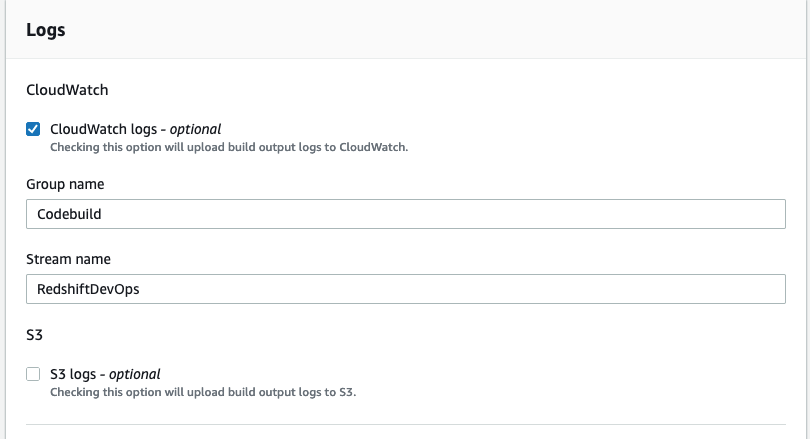 Logs
CloudWatch
CloudWatch logs - optional
Checking this option will upload build output logs to CloudWatch.
Group name
Codebuild
Stream name
RedshiftDevOps
S3
S3 logs - optional
Checking this option will upload build output logs to S3.